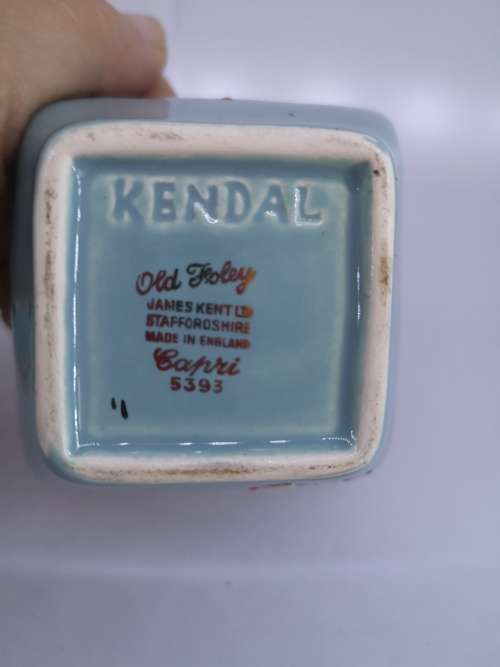 KENDAL
Old Foley
JAMES KENT LTD
STAFFORDSHIRE
MADE IN ENGLAND
Capri
5393